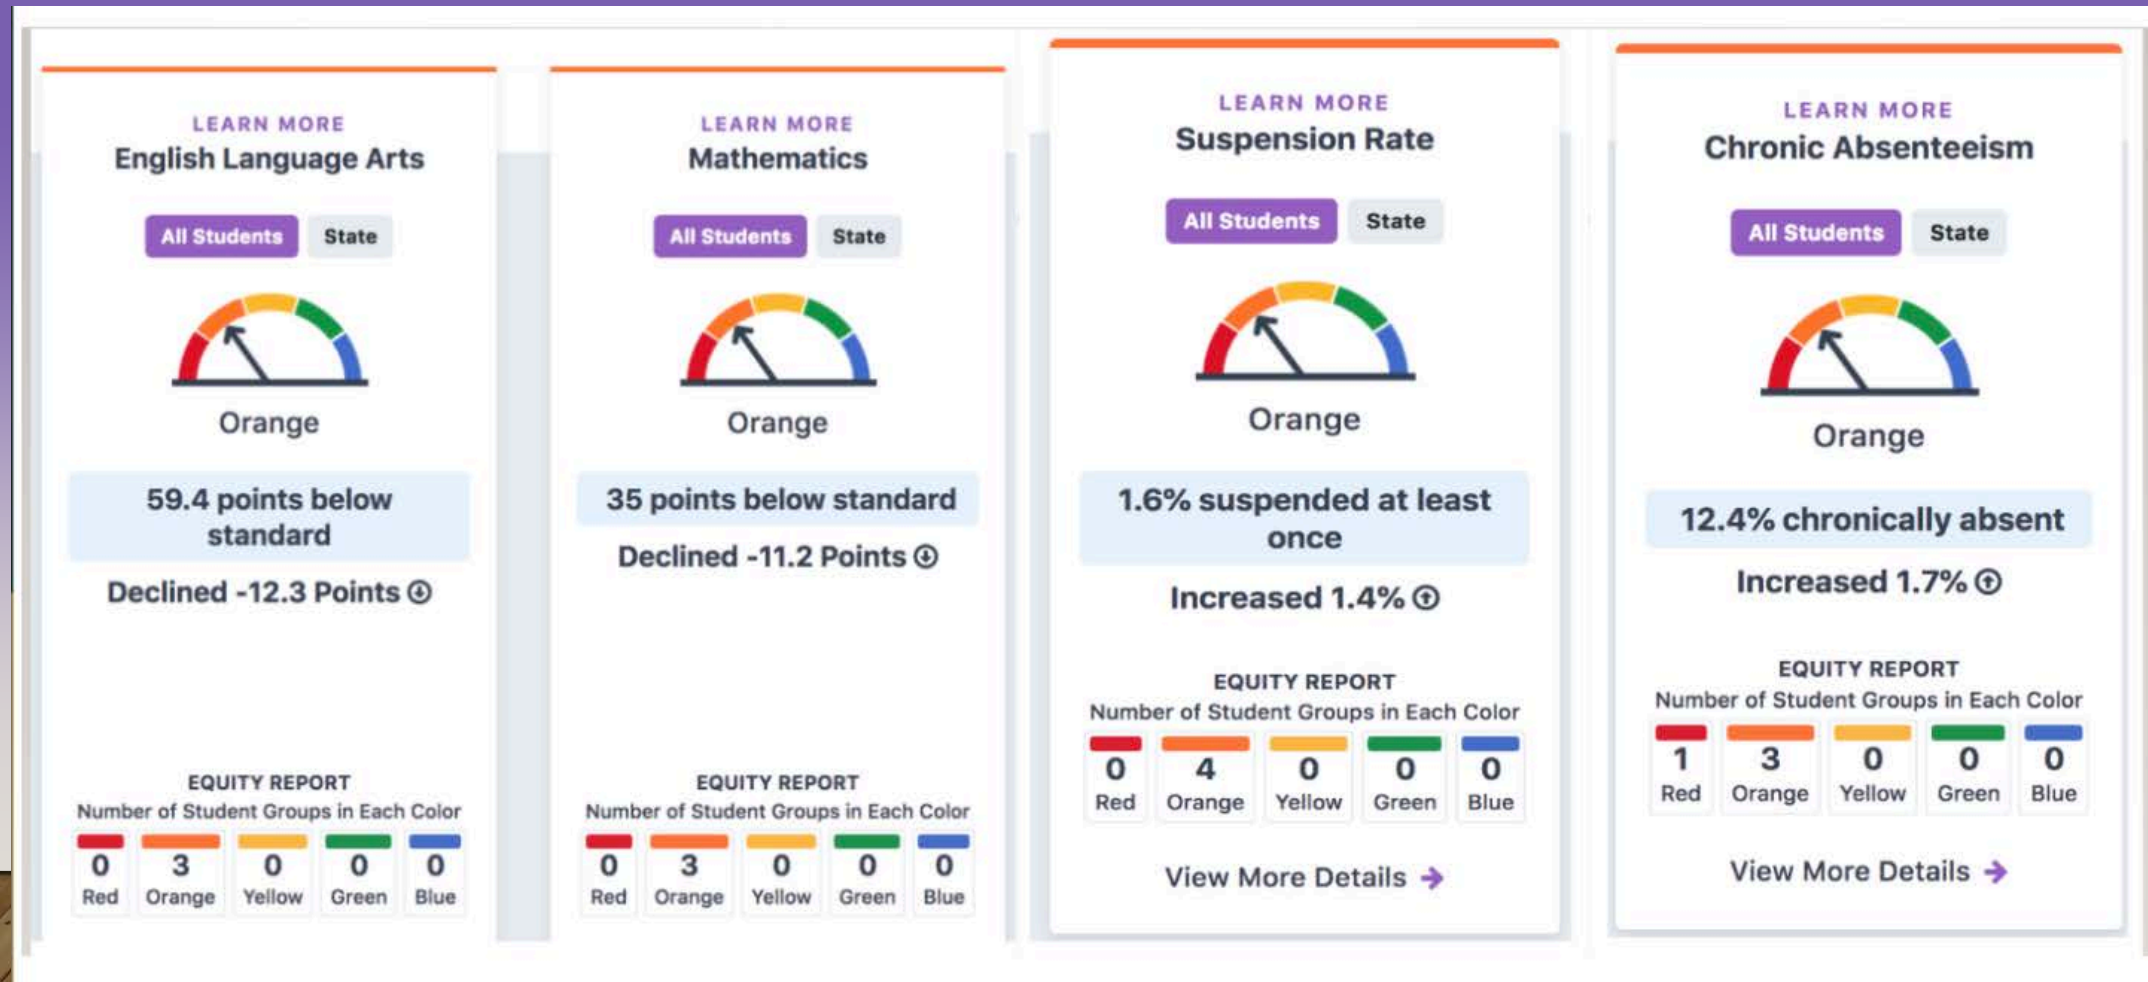 LEARN MORE
English Language Arts
All Students State
Orange
59.4 points below
standard
Declined -12.3 Points
EQUITY REPORT
Number of Student Groups in Each Color
0 3 0 0 0
Red Orange Yellow Green Blue
LEARN MORE
Mathematics
All Students State
Orange
35 points below standard
Declined -11.2 Points
EQUITY REPORT
Number of Student Groups in Each Color
0 3 0 0 0
Red Orange Yellow Green Blue
LEARN MORE
Suspension Rate
All Students State
Orange
1.6% suspended at least
once
Increased 1.4%
EQUITY REPORT
Number of Student Groups in Each Color
0 4 0 0 0
Red Orange Yellow Green Blue
View More Details →
LEARN MORE
Chronic Absenteeism
All Students State
Orange
12.4% chronically absent
Increased 1.7%
EQUITY REPORT
Number of Student Groups in Each Color
1 3 0 0 0
Red Orange Yellow Green Blue
View More Details →